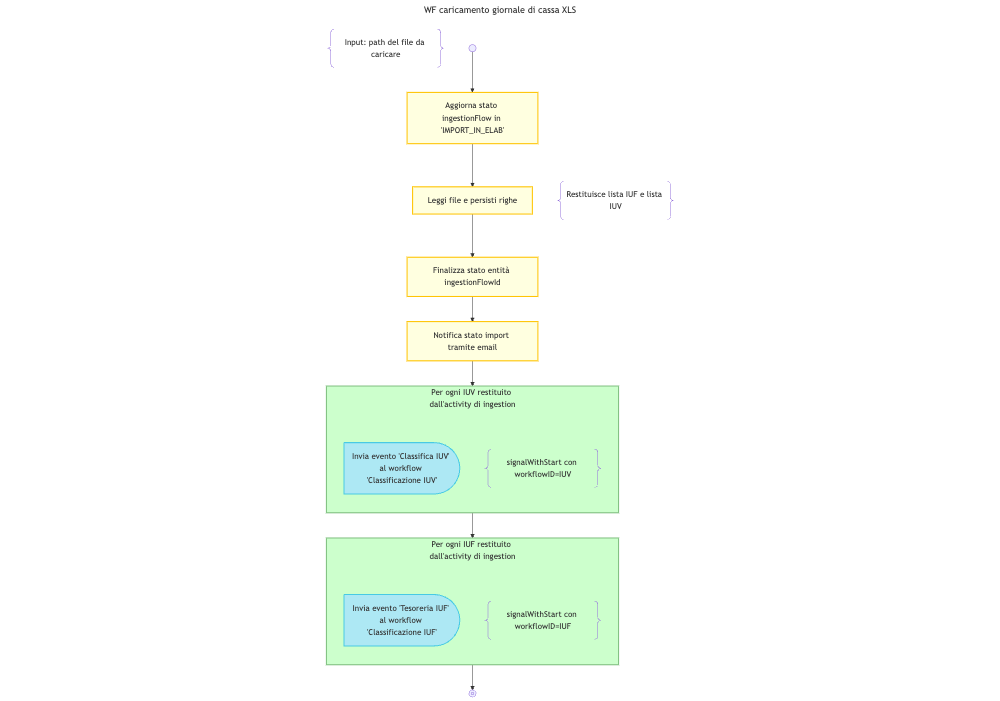 WF caricamento giornale di cassa XLS
Input: path del file da
caricare
Aggiorna stato
ingestionFlow in
'IMPORT_IN_ELAB'
Leggi file e persisti righe
Restituisce lista IUF e lista
IUV
Finalizza stato entità
ingestionFlowId
Notifica stato import
tramite email
Per ogni IUV restituito
dall'activity di ingestion
Invia evento 'Classifica IUV'
al workflow
'Classificazione IUV'
signalWithStart con
workflowID=IUV
Per ogni IUF restituito
dall'activity di ingestion
Invia evento 'Tesoreria IUF'
al workflow
'Classificazione IUF'
signalWithStart con
workflowID=IUF